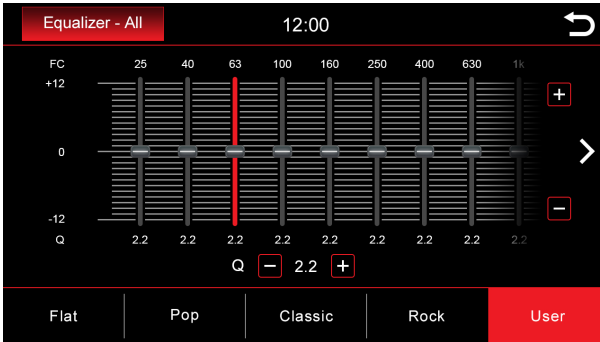 Equalizer - All 12:00
FC 25 40 63 100 160 250 400 630 1k
+12
+
0
-12
−
Q 2.2 2.2 2.2 2.2 2.2 2.2 2.2 2.2 2.2
Q − 2.2 +
Flat Pop Classic Rock User